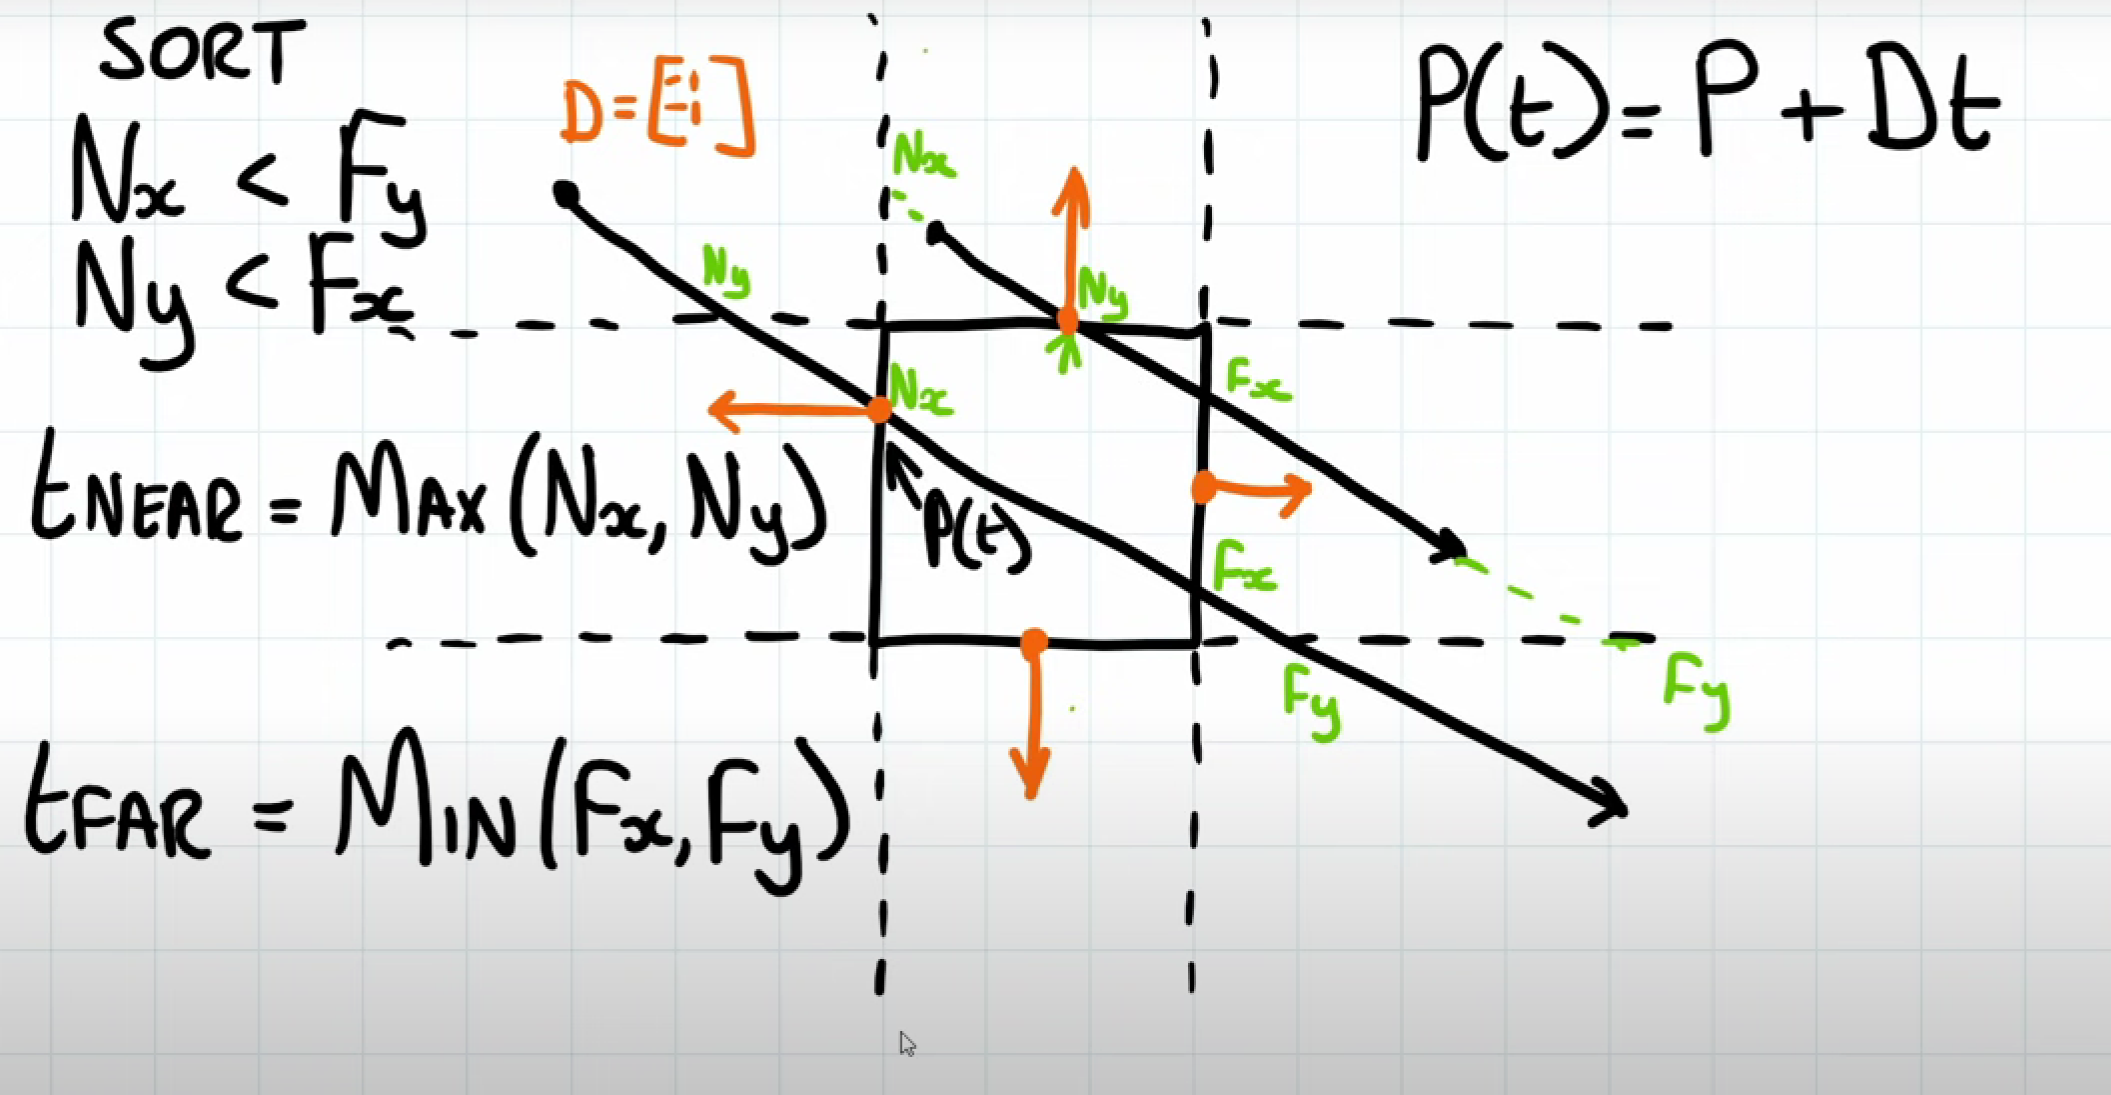 SORT
Nx < Fy
Ny < Fx
D =
P(t) = P + Dt
Nx
Ny
Ny
Fx
Nx
tNEAR = MAX(Nx, Ny)
P(t)
Fx
Fy
Fy
tFAR = MIN(Fx, Fy)